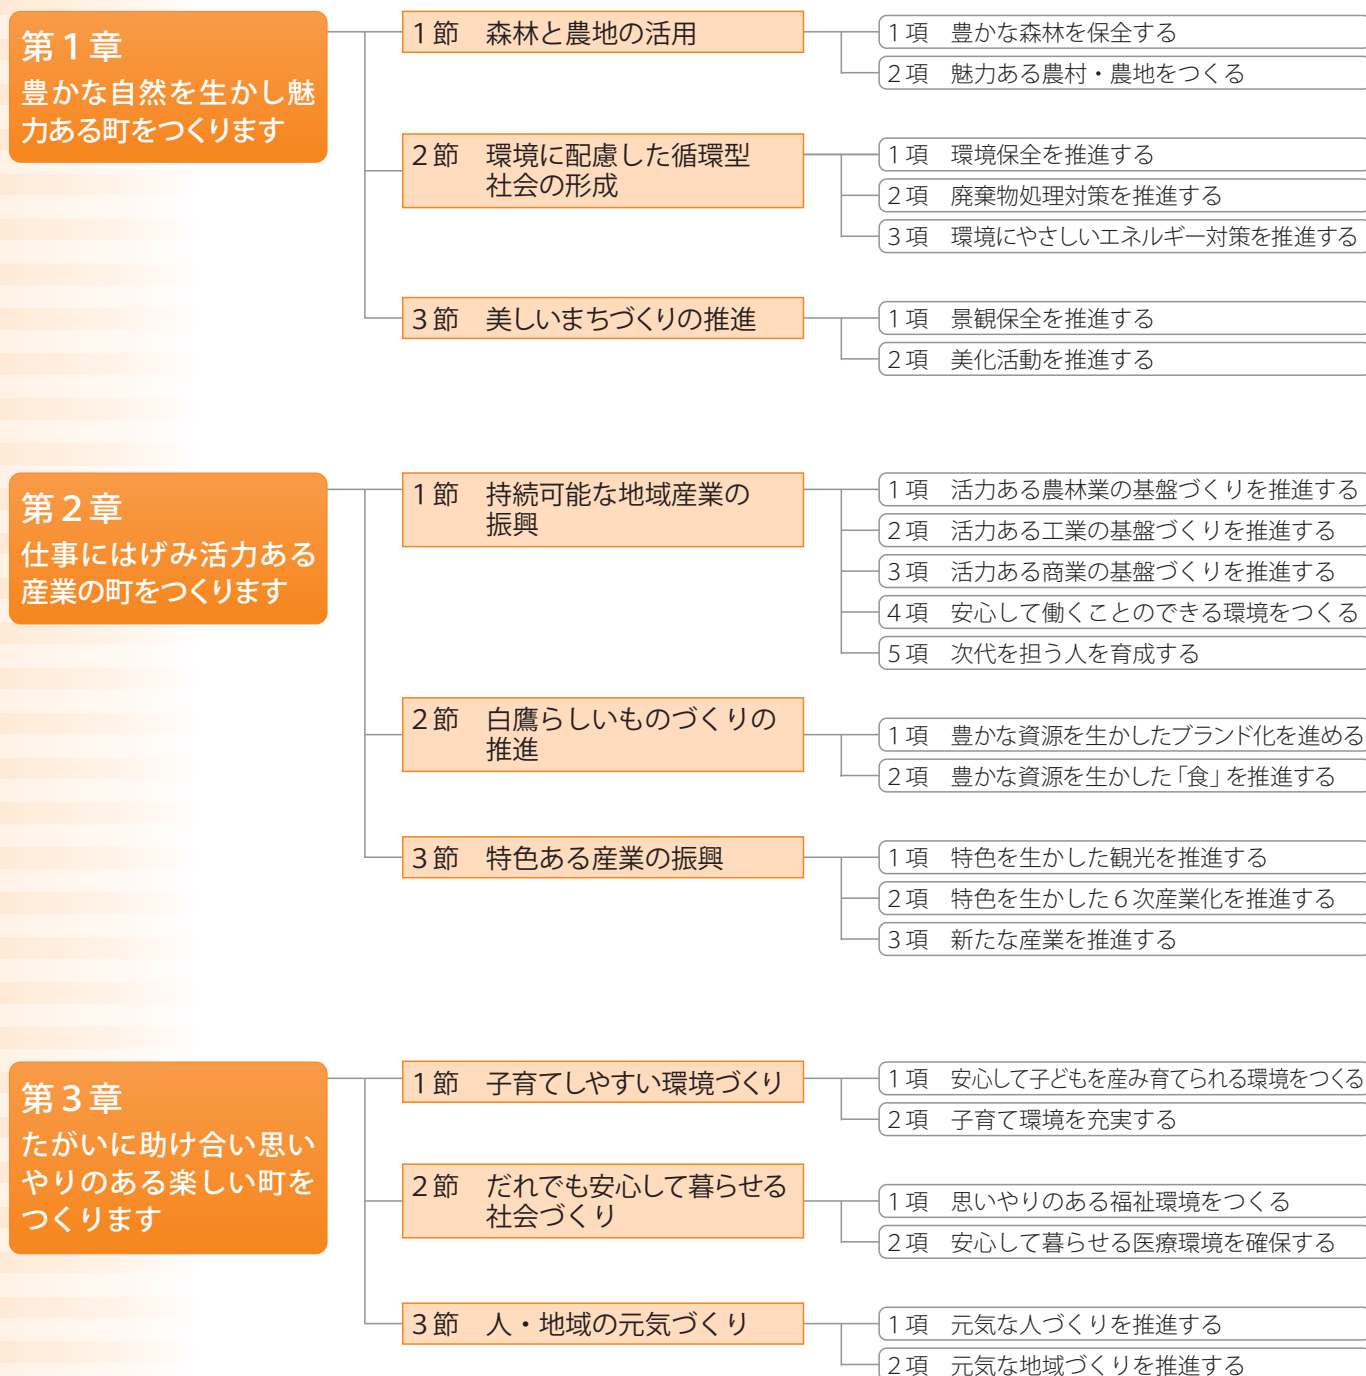 第１章
豊かな自然を生かし魅
力ある町をつくります
１節　森林と農地の活用
１項　豊かな森林を保全する
２項　魅力ある農村・農地をつくる
２節　環境に配慮した循環型
社会の形成
１項　環境保全を推進する
２項　廃棄物処理対策を推進する
３項　環境にやさしいエネルギー対策を推進する
３節　美しいまちづくりの推進
１項　景観保全を推進する
２項　美化活動を推進する
第２章
仕事にはげみ活力ある
産業の町をつくります
１節　持続可能な地域産業の
振興
１項　活力ある農林業の基盤づくりを推進する
２項　活力ある工業の基盤づくりを推進する
３項　活力ある商業の基盤づくりを推進する
４項　安心して働くことのできる環境をつくる
５項　次代を担う人を育成する
２節　白鷹らしいものづくりの
推進
１項　豊かな資源を生かしたブランド化を進める
２項　豊かな資源を生かした「食」を推進する
３節　特色ある産業の振興
１項　特色を生かした観光を推進する
２項　特色を生かした６次産業化を推進する
３項　新たな産業を推進する
第３章
たがいに助け合い思い
やりのある楽しい町を
つくります
１節　子育てしやすい環境づくり
１項　安心して子どもを産み育てられる環境をつくる
２項　子育て環境を充実する
２節　だれでも安心して暮らせる
社会づくり
１項　思いやりのある福祉環境をつくる
２項　安心して暮らせる医療環境を確保する
３節　人・地域の元気づくり
１項　元気な人づくりを推進する
２項　元気な地域づくりを推進する